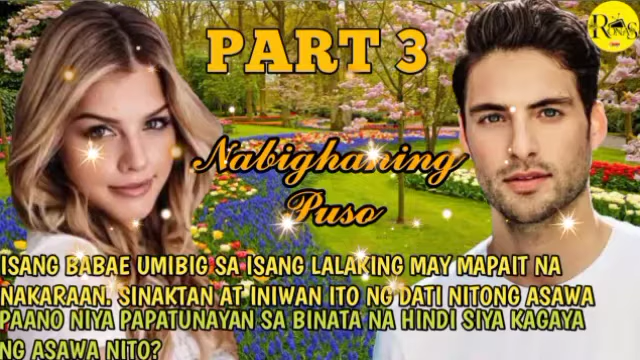 PART 3
RONAS
Nabighaning
Puso
ISANG BABAE UMIBIG SA ISANG LALAKING MAY MAPAIT NA
NAKARAAN. SINAKTAN AT INIWAN ITO NG DATI NITONG ASAWA
PAANO NIYA PAPATUNAYAN SA BINATA NA HINDI SIYA KAGAYA
NG ASAWA NITO?